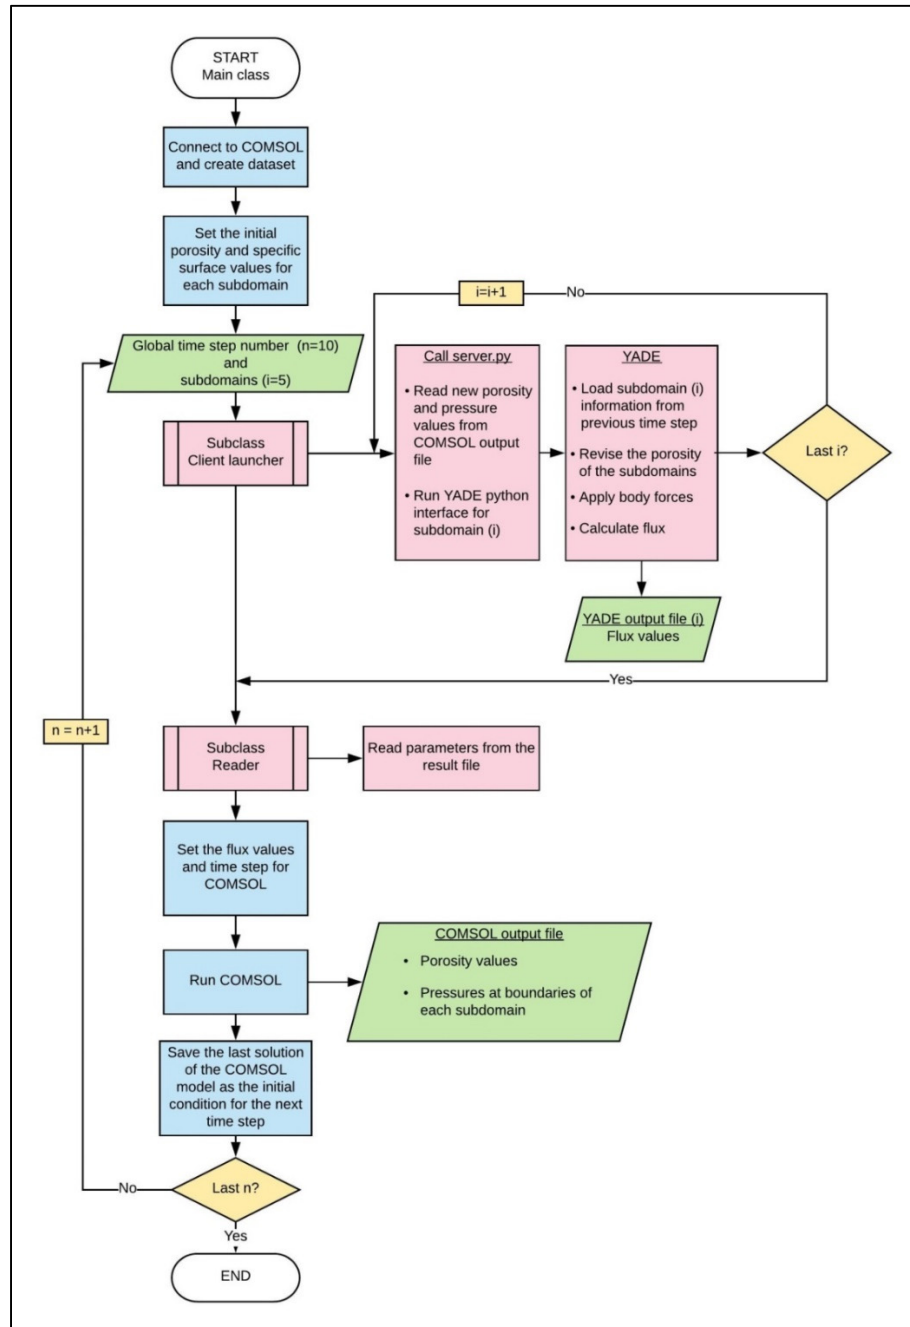 START
Main class
Connect to COMSOL
and create dataset
Set the initial
porosity and specific
surface values for
each subdomain
i=i+1
No
Global time step number (n=10)
and
subdomains (i=5)
Subclass
Client launcher
Call server.py
• Read new porosity
and pressure
values from
COMSOL output
file
• Run YADE python
interface for
subdomain (i)
YADE
• Load subdomain (i)
information from
previous time step
• Revise the porosity
of the subdomains
• Apply body forces
• Calculate flux
Last i?
YADE output file (i)
Flux values
Yes
n = n+1
Subclass
Reader
Read parameters from the
result file
Set the flux values
and time step for
COMSOL
Run COMSOL
COMSOL output file
• Porosity values
• Pressures at boundaries of
each subdomain
Save the last solution
of the COMSOL
model as the initial
condition for the next
time step
No
Last n?
Yes
END